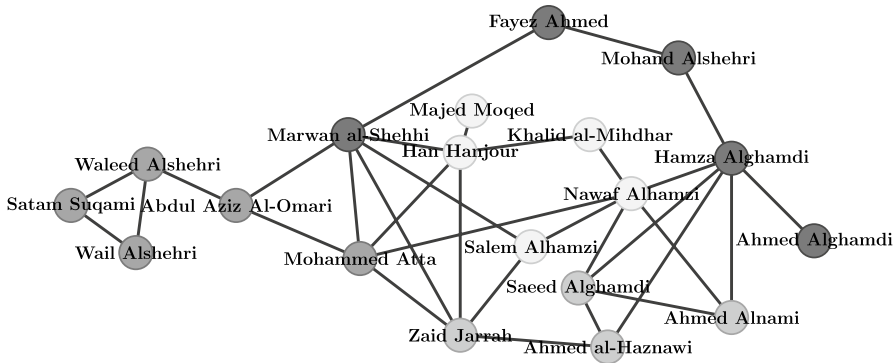 Fayez Ahmed
Mohand Alshehri
Majed Moqed
Marwan al-Shehhi
Khalid al-Mihdhar
Han Hanjour
Hamza Alghamdi
Waleed Alshehri
Nawaf Alhamzi
Satam Suqami
Abdul Aziz Al-Omari
Ahmed Alghamdi
Wail Alshehri
Salem Alhamzi
Mohammed Atta
Saeed Alghamdi
Ahmed Alnami
Zaid Jarrah
Ahmed al-Haznawi